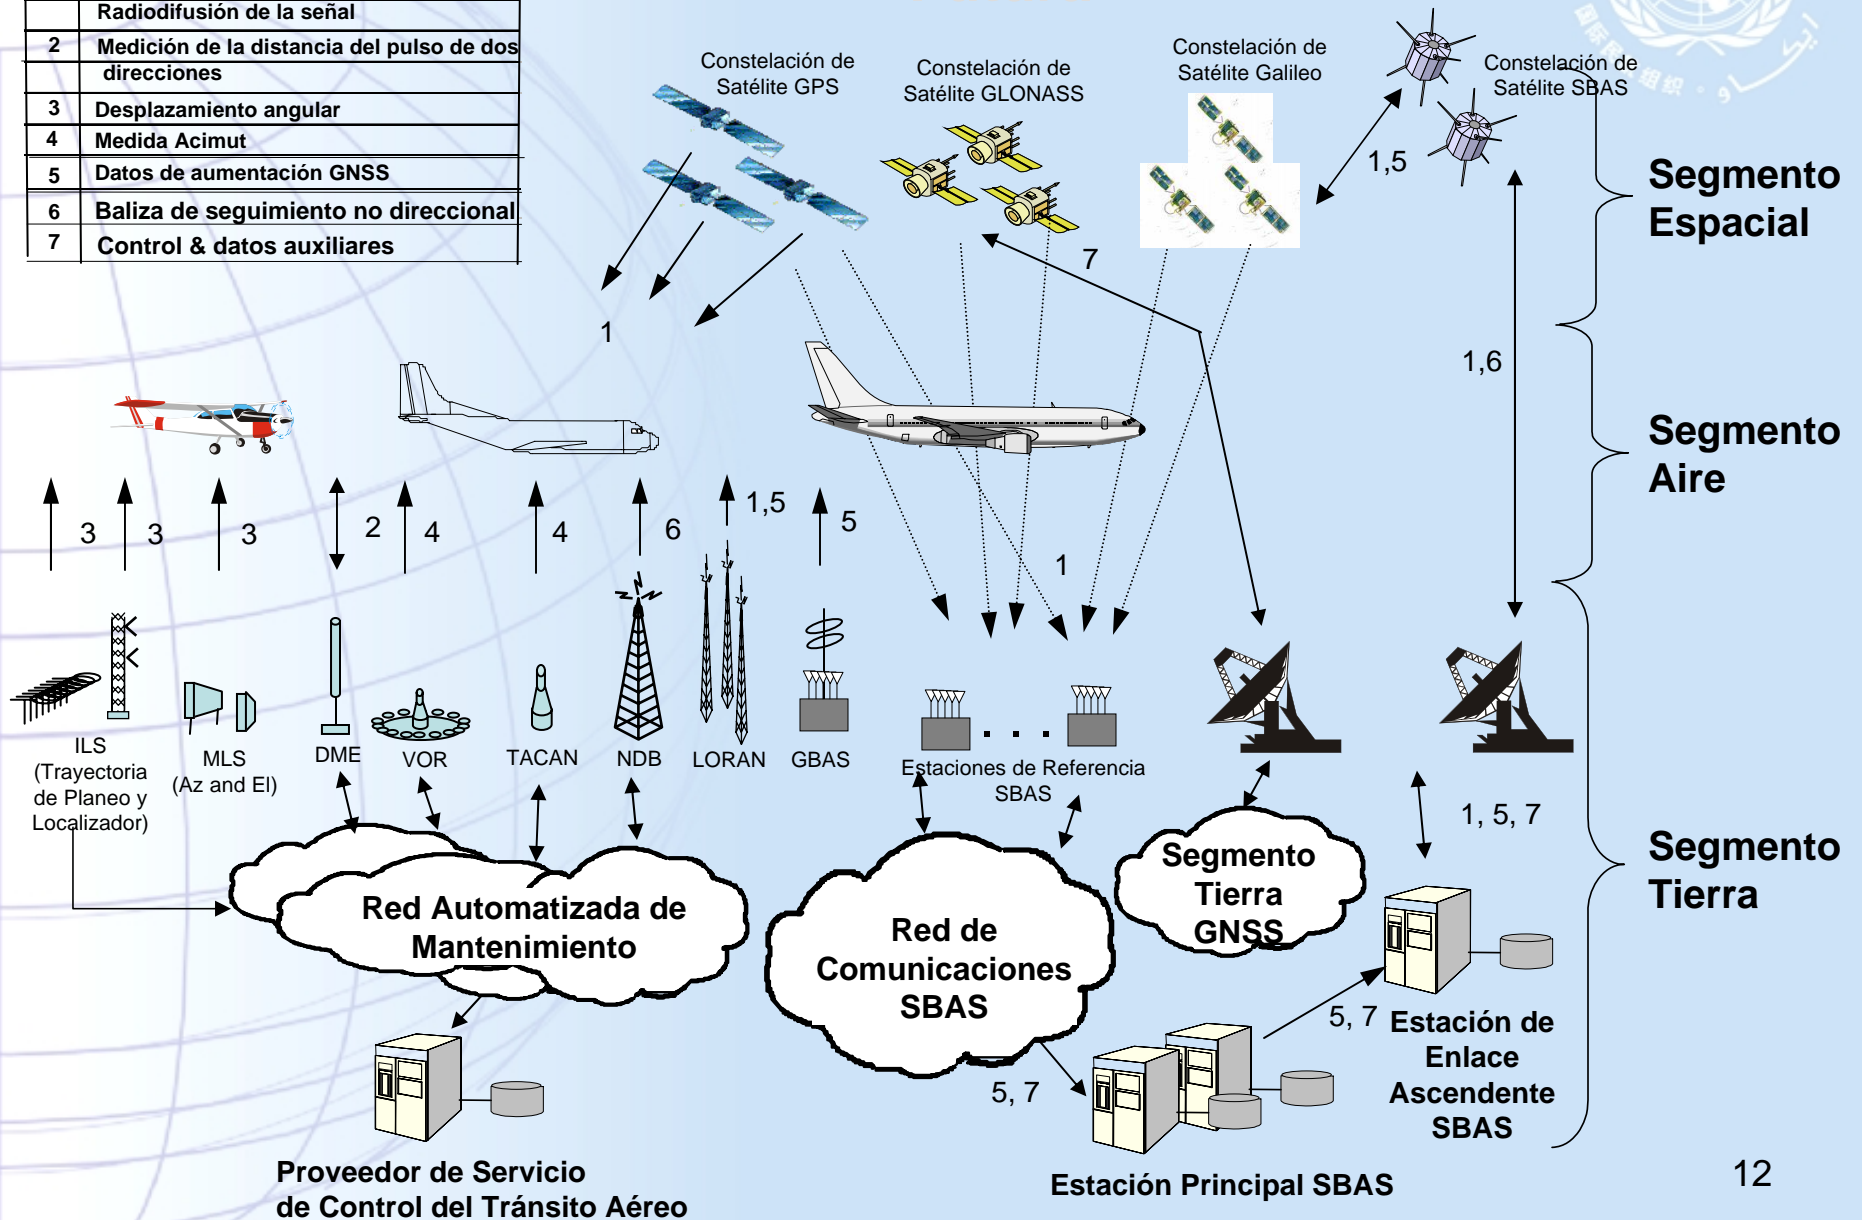 Radiodifusión de la señal
2 Medición de la distancia del pulso de dos
direcciones
3 Desplazamiento angular
4 Medida Acimut
5 Datos de aumentación GNSS
6 Baliza de seguimiento no direccional
7 Control & datos auxiliares
Constelación de
Satélite GPS
Constelación de
Satélite GLONASS
Constelación de
Satélite Galileo
Constelación de
Satélite SBAS
1,5
7
1
1,6
Segmento
Espacial
Segmento
Aire
Segmento
Tierra
3
3
3
2
4
4
6
1,5
5
1
ILS
(Trayectoria
de Planeo y
Localizador)
MLS
(Az and El)
DME
VOR
TACAN
NDB
LORAN
GBAS
Estaciones de Referencia
SBAS
1, 5, 7
Red Automatizada de
Mantenimiento
Red de
Comunicaciones
SBAS
Segmento
Tierra
GNSS
5, 7
5, 7
Estación de
Enlace
Ascendente
SBAS
Proveedor de Servicio
de Control del Tránsito Aéreo
Estación Principal SBAS
12